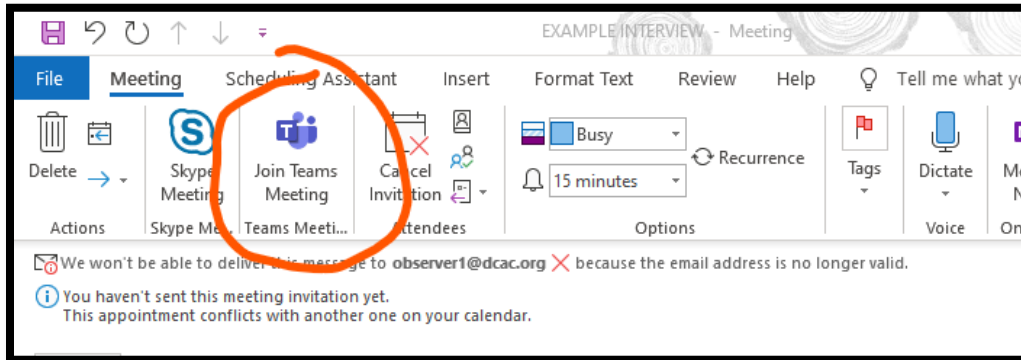 EXAMPLE INTERVIEW - Meeting
File Meeting Scheduling Assistant Insert Format Text Review Help Tell me what
Delete
Skype
Meeting
Join Teams
Meeting
Cancel
Invitation
Busy
15 minutes
Recurrence
Tags
Dictate
Actions
Skype Me...
Teams Meeti...
Attendees
Options
Voice
We won't be able to deliver this message to observer1@dcac.org because the email address is no longer valid.
You haven't sent this meeting invitation yet.
This appointment conflicts with another one on your calendar.